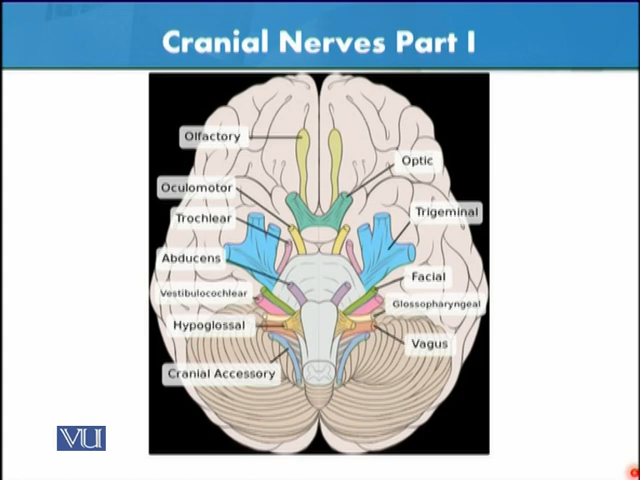 Cranial Nerves Part I
Olfactory
Optic
Oculomotor
Trochlear
Trigeminal
Abducens
Facial
Vestibulocochlear
Glossopharyngeal
Hypoglossal
Vagus
Cranial Accessory
VU